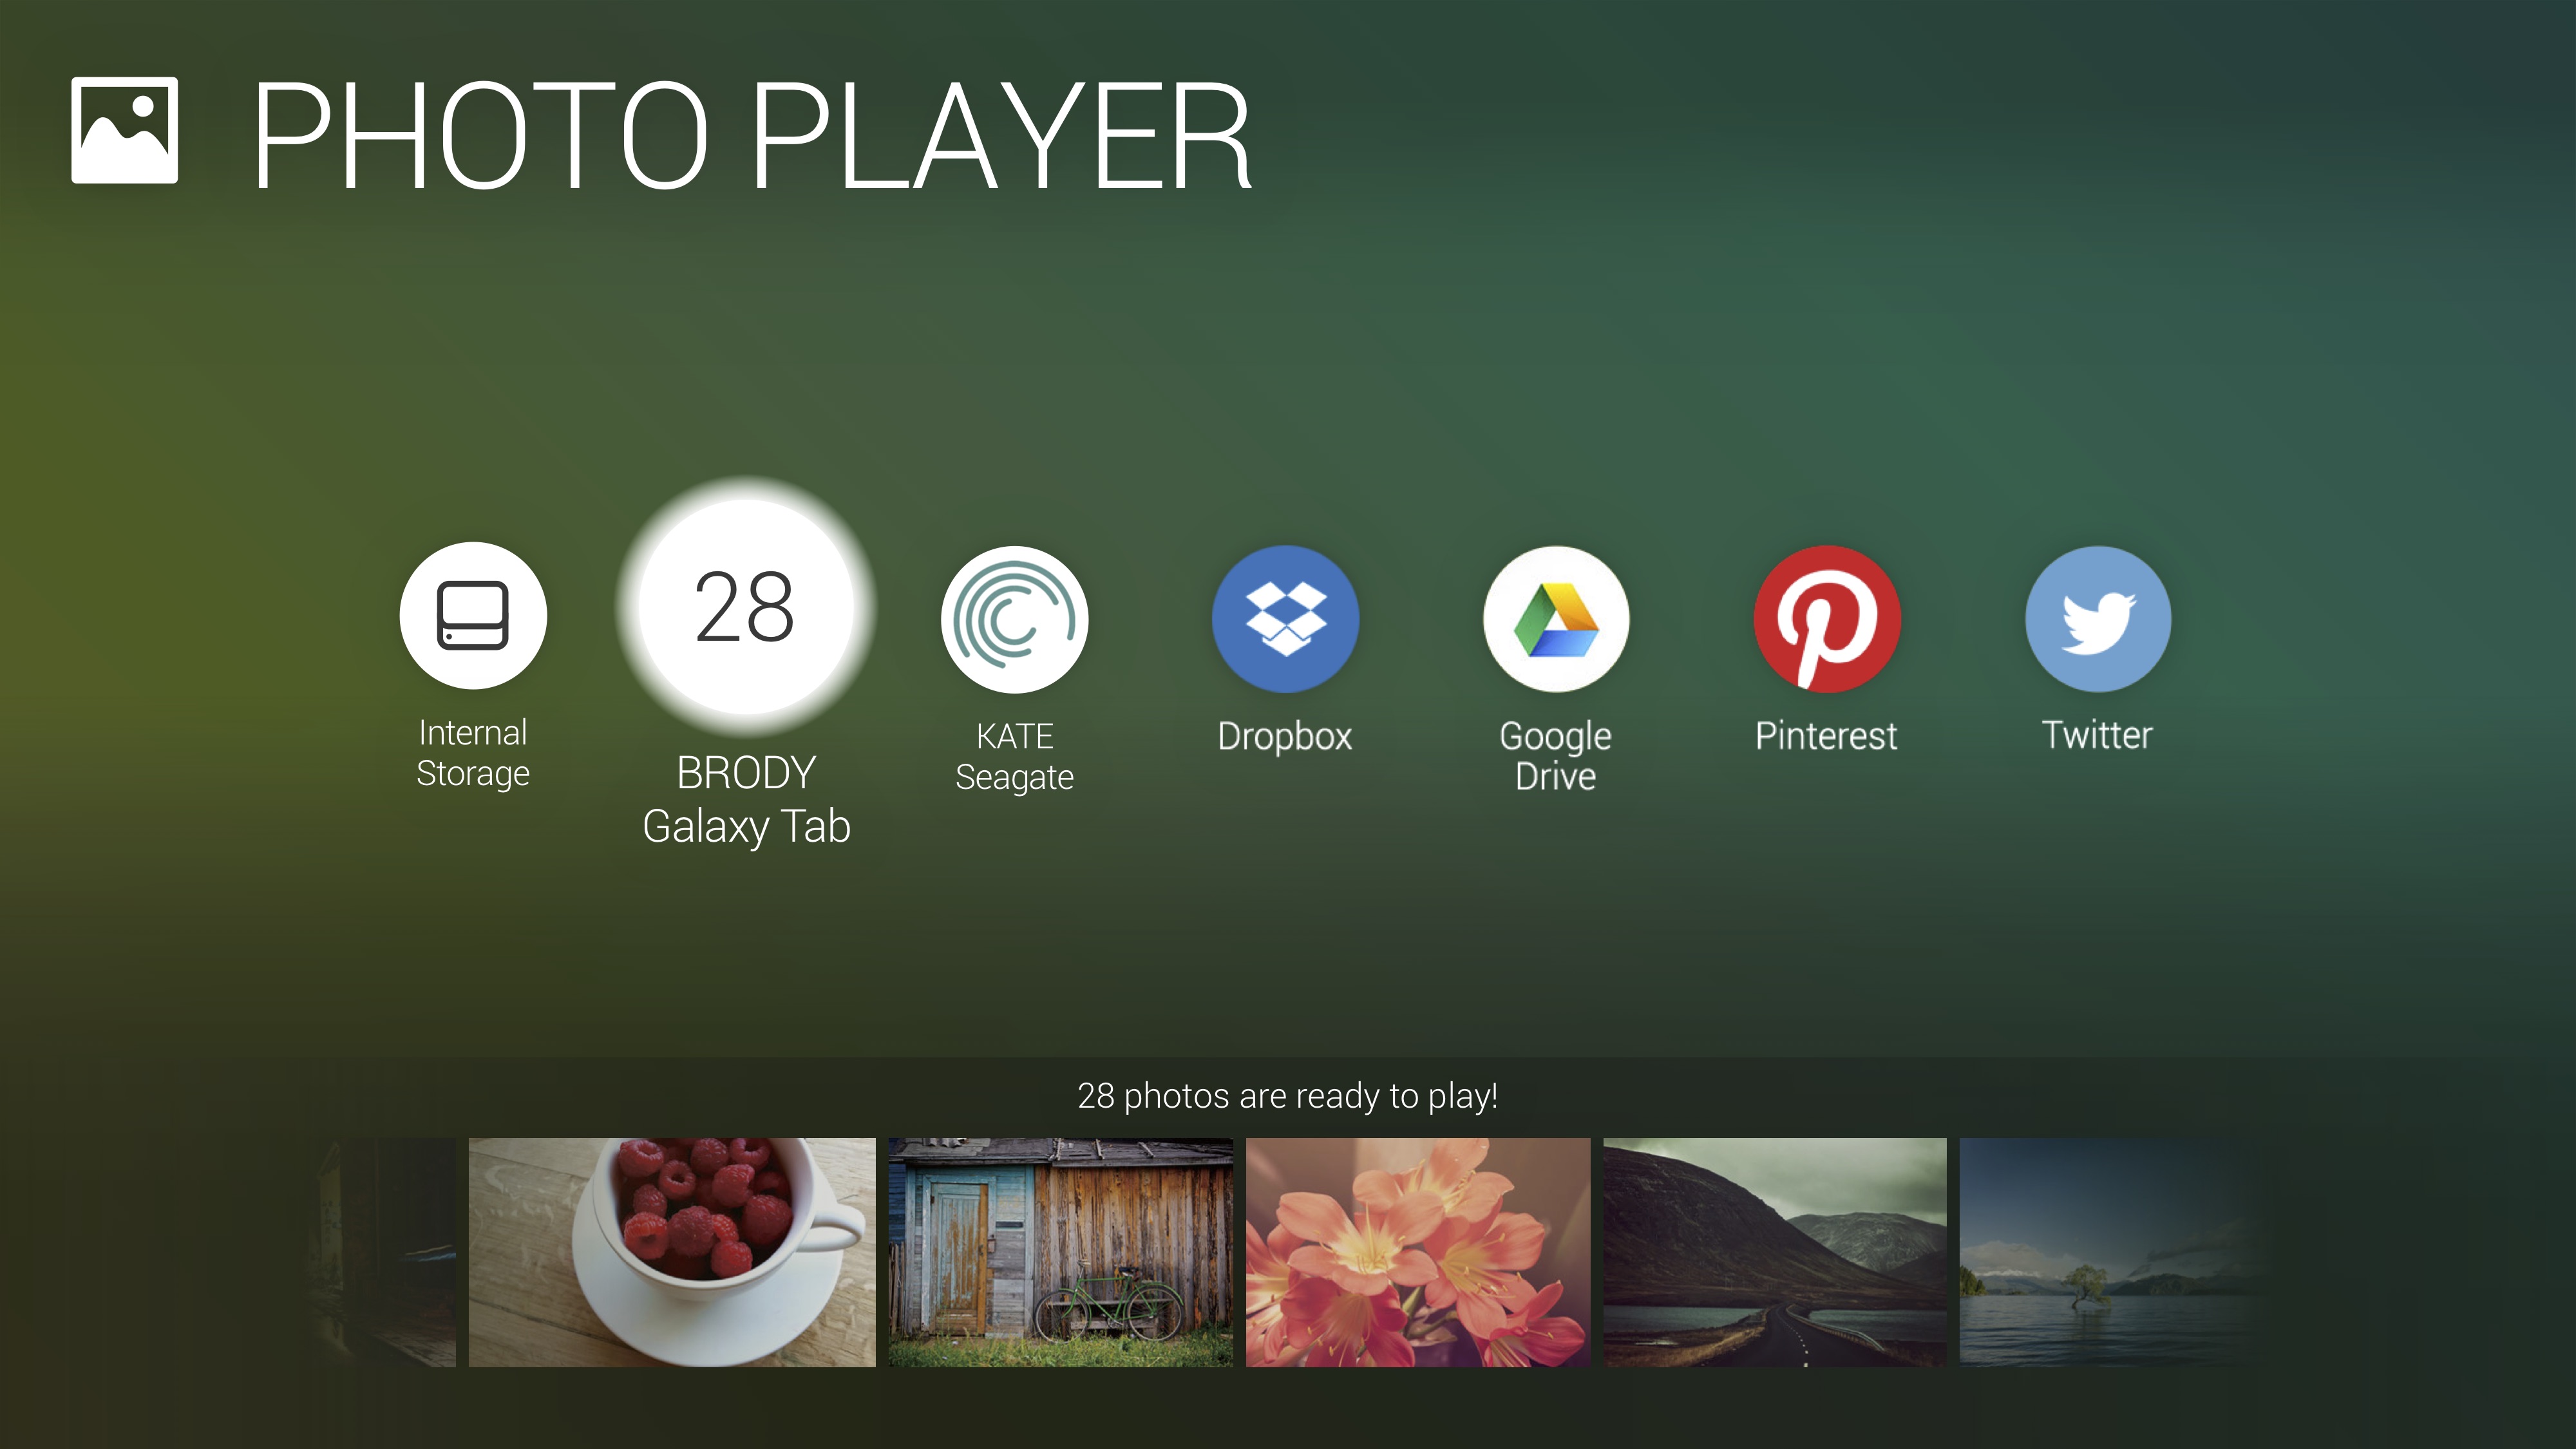 PHOTO PLAYER
28
Internal
Storage
BRODY
Galaxy Tab
KATE
Seagate
Dropbox
Google
Drive
Pinterest
Twitter
28 photos are ready to play!